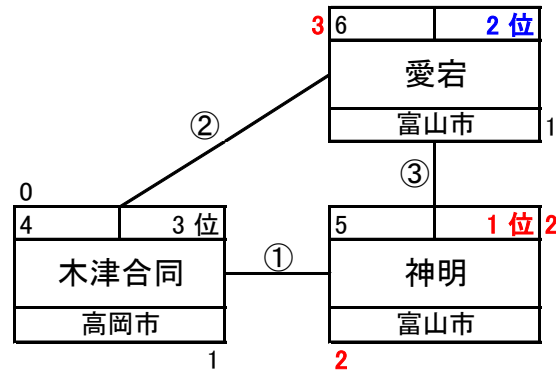 3 6 2 位
愛宕
富山市 1
②
③
0
4 3 位
木津合同
高岡市
1
①
5 1 位 2
神明
富山市
2